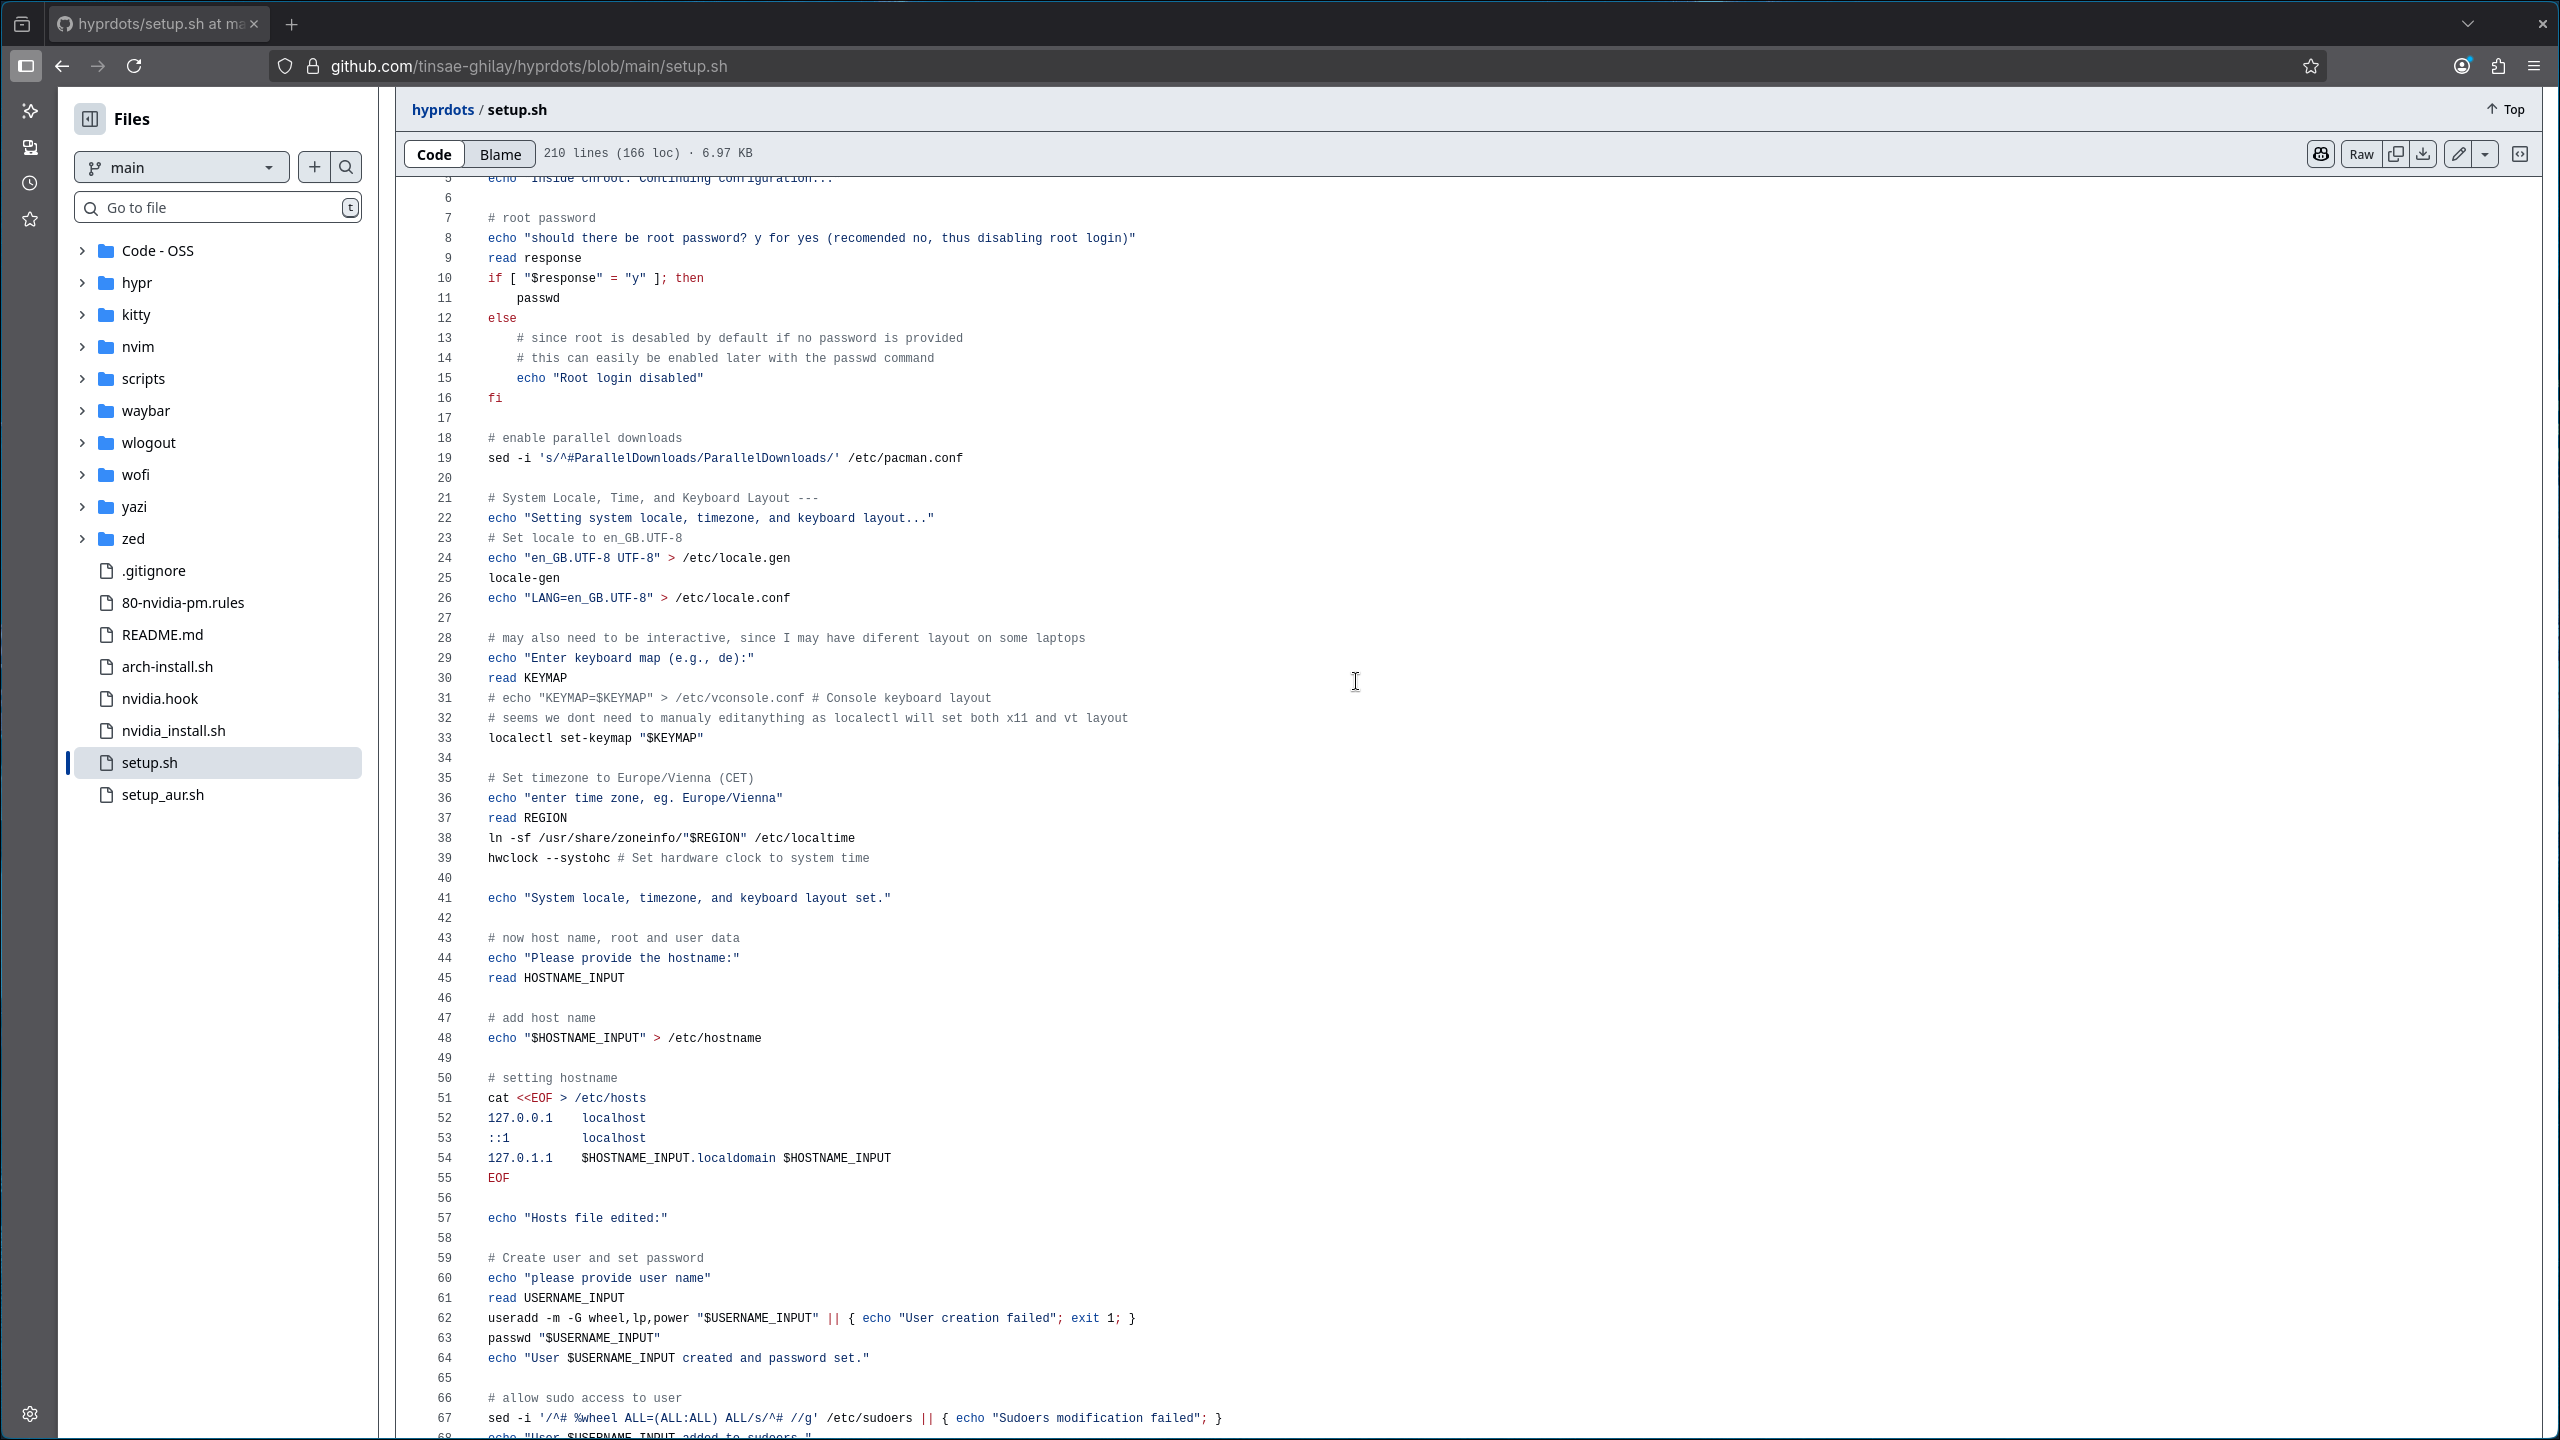 hyprdots/setup.sh at ma
github.com/tinsae-ghilay/hyprdots/blob/main/setup.sh
Files
main
Go to file
t
Code - OSS
hypr
kitty
nvim
scripts
waybar
wlogout
wofi
yazi
zed
.gitignore
80-nvidia-pm.rules
README.md
arch-install.sh
nvidia.hook
nvidia_install.sh
setup.sh
setup_aur.sh
hyprdots / setup.sh
Top
Code Blame 210 lines (166 loc) · 6.97 KB
Raw
5 echo "Inside chroot. Continuing configuration..."
6
7 # root password
8 echo "should there be root password? y for yes (recomended no, thus disabling root login)"
9 read response
10 if [ "$response" = "y" ]; then
11     passwd
12 else
13     # since root is desabled by default if no password is provided
14     # this can easily be enabled later with the passwd command
15     echo "Root login disabled"
16 fi
17
18 # enable parallel downloads
19 sed -i 's/^#ParallelDownloads/ParallelDownloads/' /etc/pacman.conf
20
21 # System Locale, Time, and Keyboard Layout ---
22 echo "Setting system locale, timezone, and keyboard layout..."
23 # Set locale to en_GB.UTF-8
24 echo "en_GB.UTF-8 UTF-8" > /etc/locale.gen
25 locale-gen
26 echo "LANG=en_GB.UTF-8" > /etc/locale.conf
27
28 # may also need to be interactive, since I may have diferent layout on some laptops
29 echo "Enter keyboard map (e.g., de):"
30 read KEYMAP
31 # echo "KEYMAP=$KEYMAP" > /etc/vconsole.conf # Console keyboard layout
32 # seems we dont need to manualy editanything as localectl will set both x11 and vt layout
33 localectl set-keymap "$KEYMAP"
34
35 # Set timezone to Europe/Vienna (CET)
36 echo "enter time zone, eg. Europe/Vienna"
37 read REGION
38 ln -sf /usr/share/zoneinfo/"$REGION" /etc/localtime
39 hwclock --systohc # Set hardware clock to system time
40
41 echo "System locale, timezone, and keyboard layout set."
42
43 # now host name, root and user data
44 echo "Please provide the hostname:"
45 read HOSTNAME_INPUT
46
47 # add host name
48 echo "$HOSTNAME_INPUT" > /etc/hostname
49
50 # setting hostname
51 cat <<EOF > /etc/hosts
52 127.0.0.1    localhost
53 ::1          localhost
54 127.0.1.1    $HOSTNAME_INPUT.localdomain $HOSTNAME_INPUT
55 EOF
56
57 echo "Hosts file edited:"
58
59 # Create user and set password
60 echo "please provide user name"
61 read USERNAME_INPUT
62 useradd -m -G wheel,lp,power "$USERNAME_INPUT" || { echo "User creation failed"; exit 1; }
63 passwd "$USERNAME_INPUT"
64 echo "User $USERNAME_INPUT created and password set."
65
66 # allow sudo access to user
67 sed -i '/^# %wheel ALL=(ALL:ALL) ALL/s/^# //g' /etc/sudoers || { echo "Sudoers modification failed"; }
68 echo "User $USERNAME_INPUT added to sudoers."